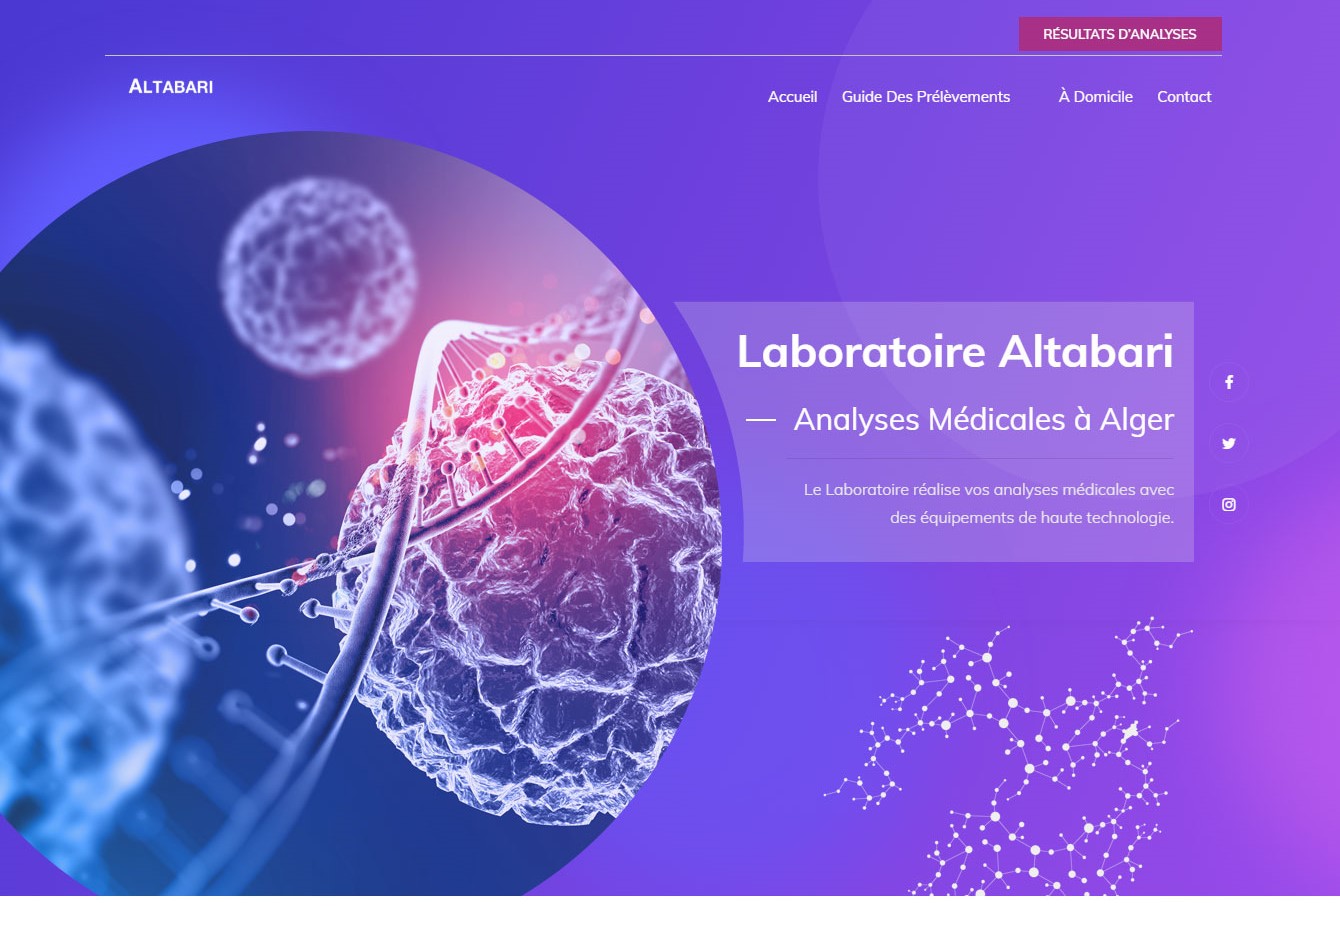 RÉSULTATS D'ANALYSES
ALTABARI
Accueil Guide Des Prélèvements À Domicile Contact
Laboratoire Altabari
Analyses Médicales à Alger
Le Laboratoire réalise vos analyses médicales avec
des équipements de haute technologie.